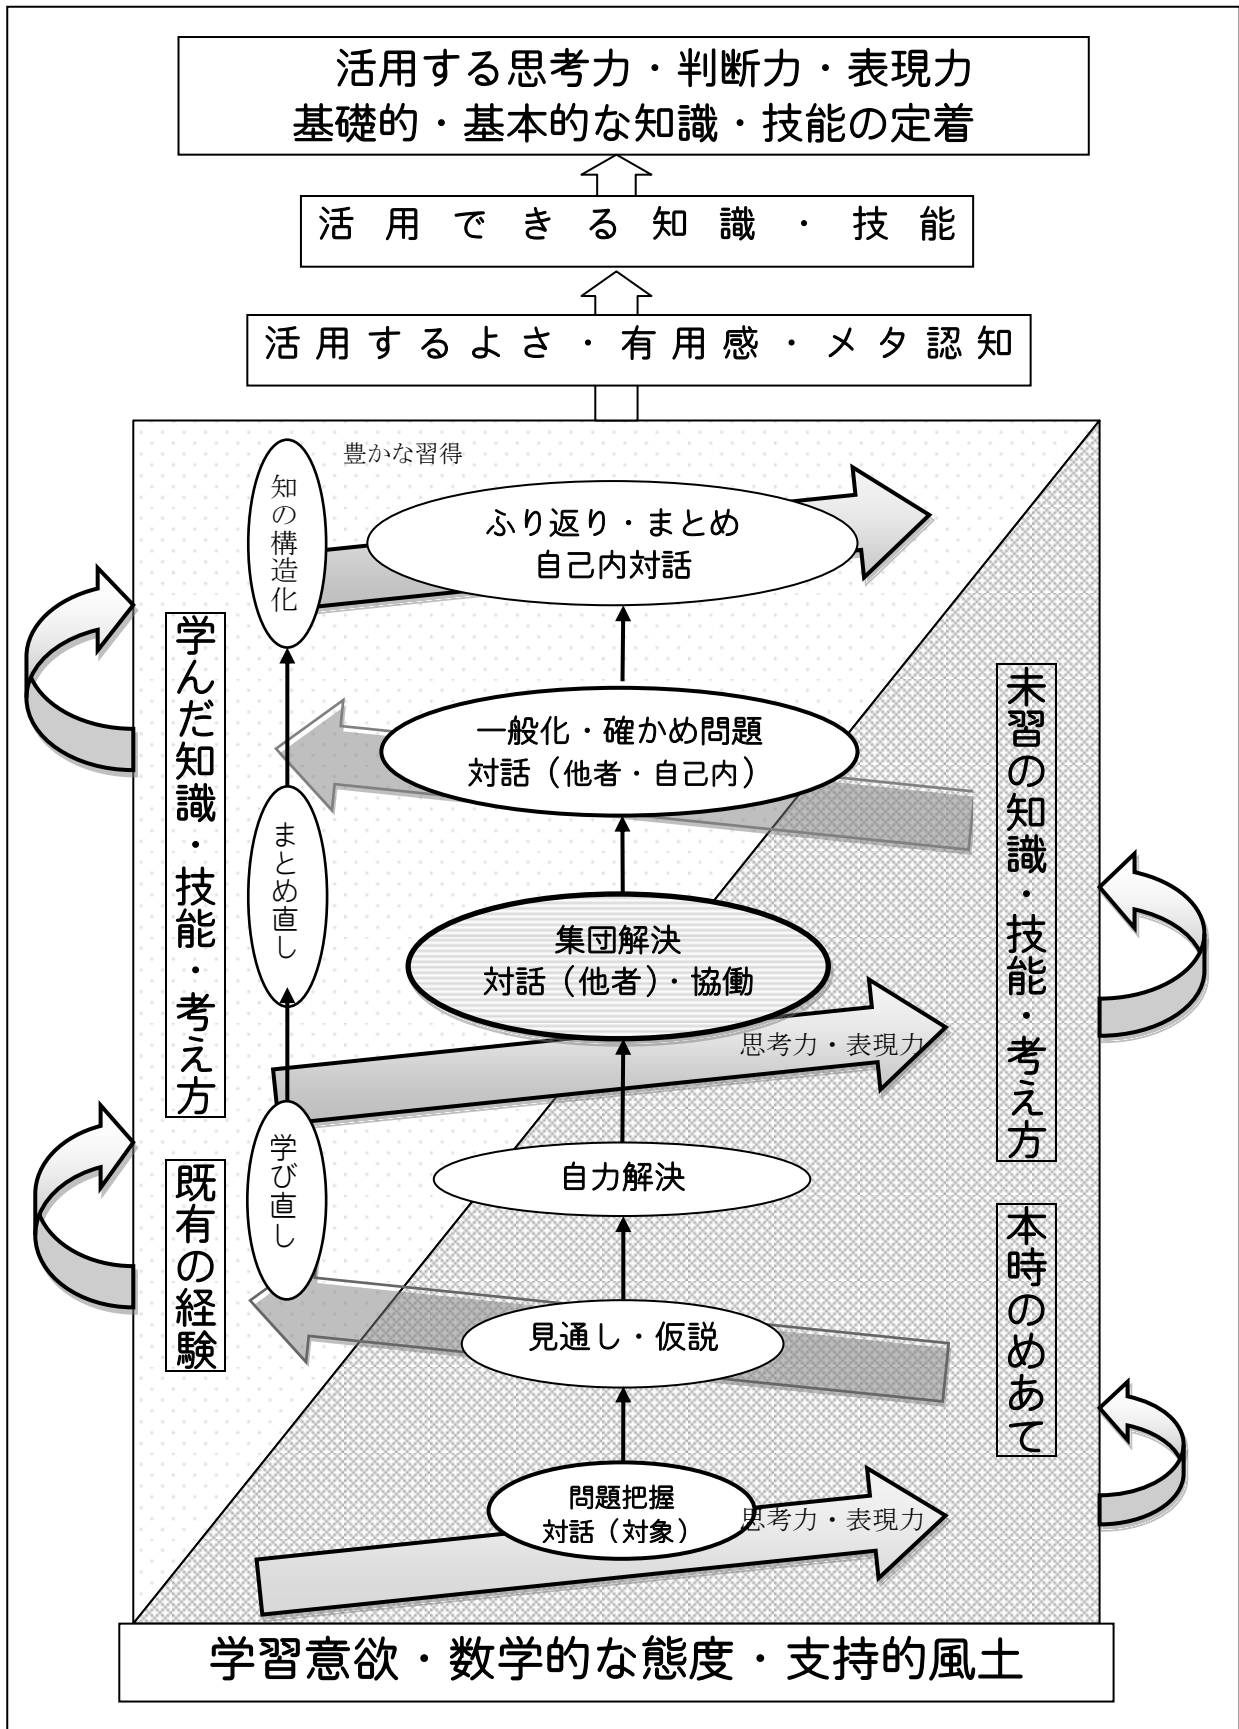 活用する思考力・判断力・表現力
基礎的・基本的な知識・技能の定着
活用できる知識・技能
活用するよさ・有用感・メタ認知
豊かな習得
知の構造化
ふり返り・まとめ
自己内対話
学んだ知識・技能・考え方
未習の知識・技能・考え方
一般化・確かめ問題
対話（他者・自己内）
まとめ直し
集団解決
対話（他者）・協働
思考力・表現力
学び直し
自力解決
既有の経験
本時のめあて
見通し・仮説
問題把握
対話（対象）
思考力・表現力
学習意欲・数学的な態度・支持的風土